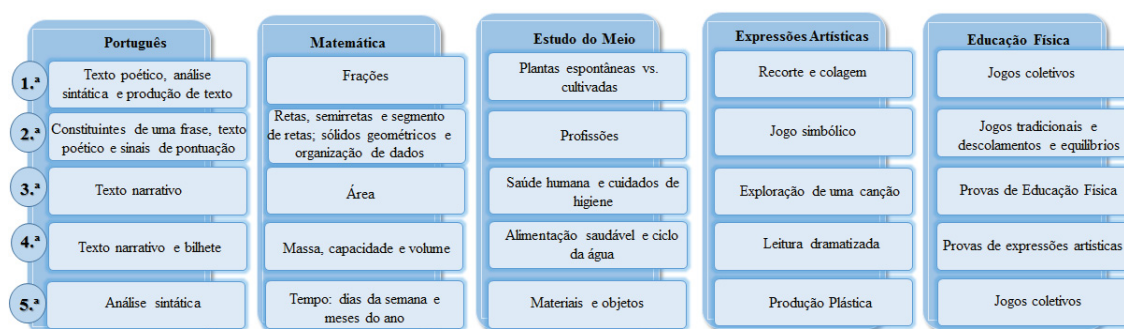 Português
Matemática
Estudo do Meio
Expressões Artísticas
Educação Física
1.ª
Texto poético, análise
sintática e produção de texto
Frações
Plantas espontâneas vs.
cultivadas
Recorte e colagem
Jogos coletivos
2.ª
Constituintes de uma frase, texto
poético e sinais de pontuação
Retas, semirretas e segmento
de retas; sólidos geométricos e
organização de dados
Profissões
Jogo simbólico
Jogos tradicionais e
descolamentos e equilíbrios
3.ª
Texto narrativo
Área
Saúde humana e cuidados de
higiene
Exploração de uma canção
Provas de Educação Física
4.ª
Texto narrativo e bilhete
Massa, capacidade e volume
Alimentação saudável e ciclo
da água
Leitura dramatizada
Provas de expressões artísticas
5.ª
Análise sintática
Tempo: dias da semana e
meses do ano
Materiais e objetos
Produção Plástica
Jogos coletivos